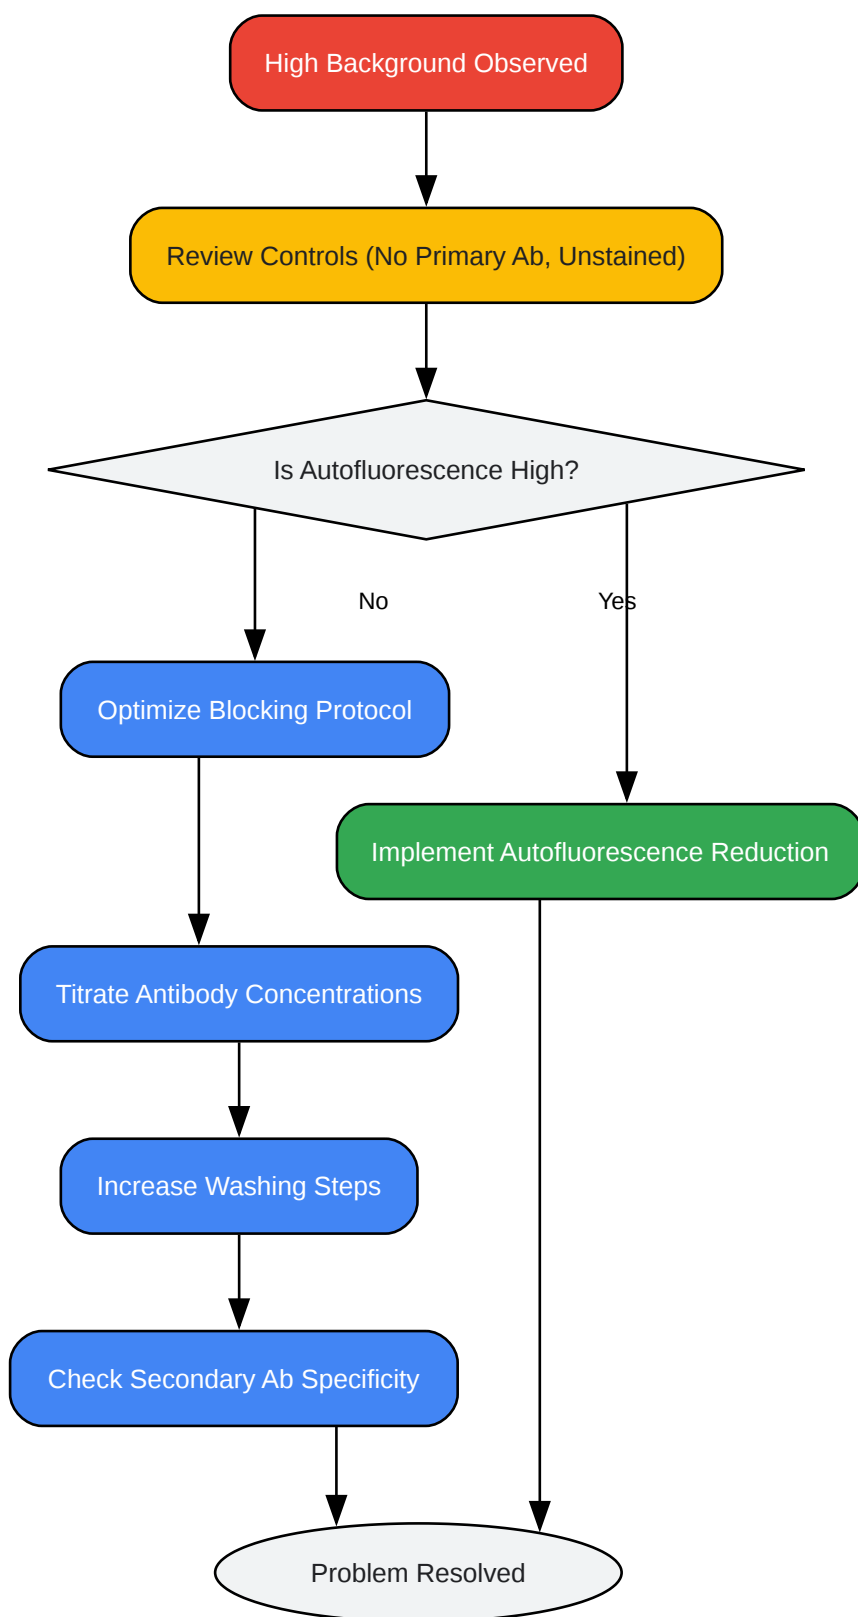 High Background Observed
Review Controls (No Primary Ab, Unstained)
Is Autofluorescence High?
No
Yes
Optimize Blocking Protocol
Implement Autofluorescence Reduction
Titrate Antibody Concentrations
Increase Washing Steps
Check Secondary Ab Specificity
Problem Resolved